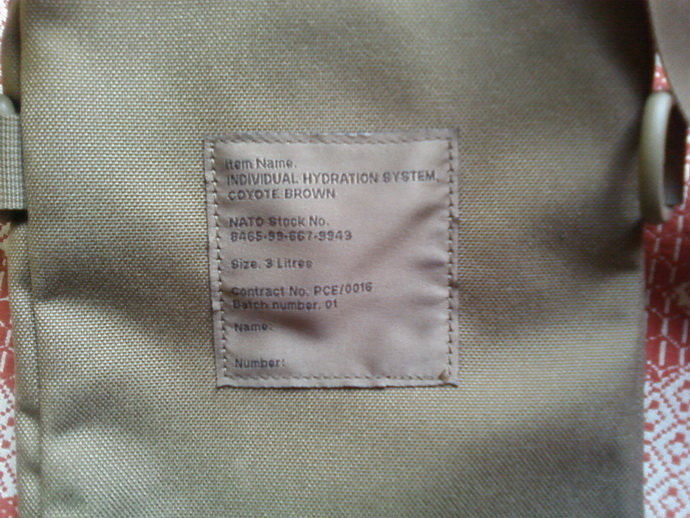 Item Name.
INDIVIDUAL HYDRATION SYSTEM,
COYOTE BROWN
NATO Stock No.
8465-99-667-9949
Size. 3 Litres
Contract No. PCE/0016
Batch number. 01
Name:
Number: